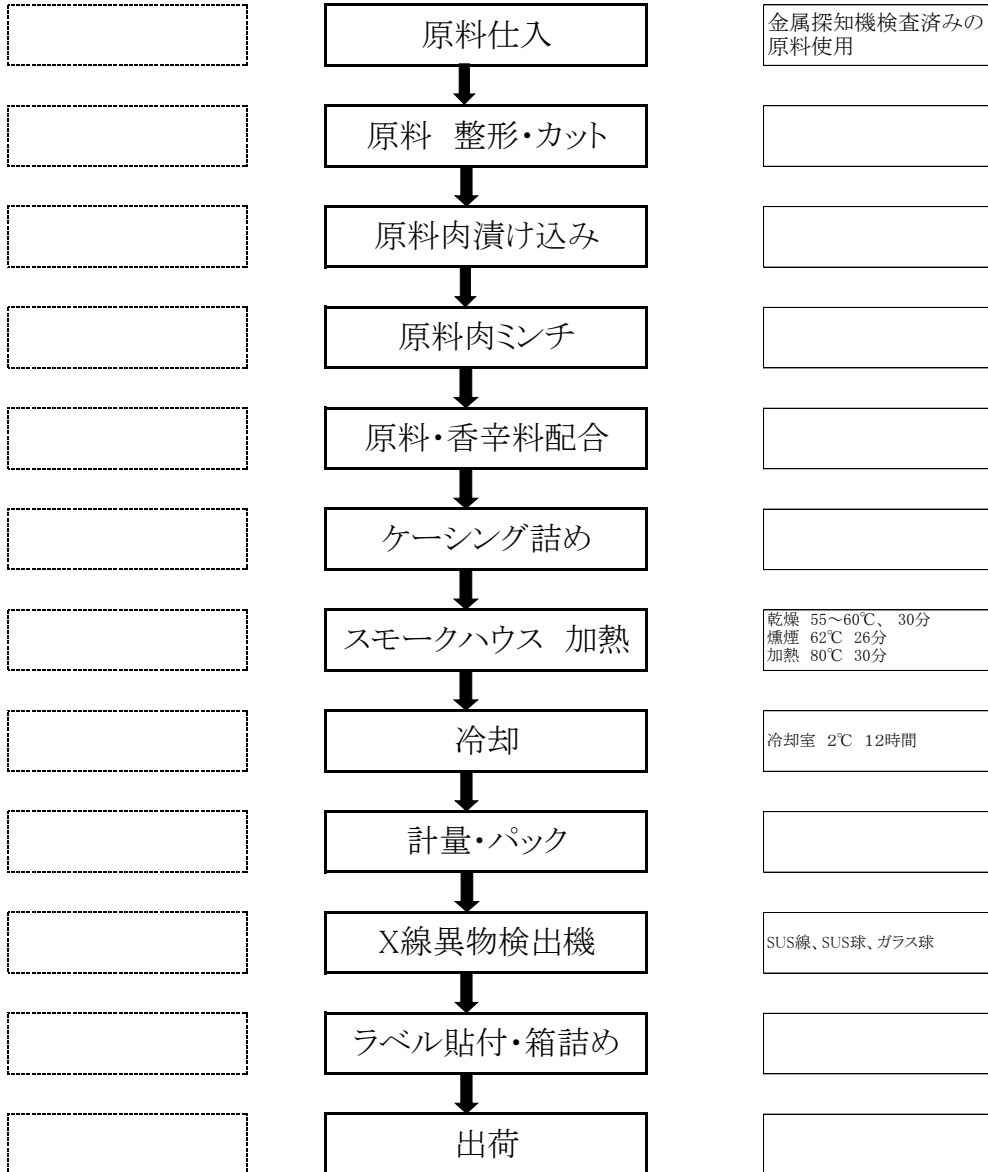 原料仕入
金属探知機検査済みの
原料使用
原料　整形・カット
原料肉漬け込み
原料肉ミンチ
原料・香辛料配合
ケーシング詰め
スモークハウス　加熱
乾燥　55～60℃、　30分
燻煙　62℃　26分
加熱　80℃　30分
冷却
冷却室　2℃　12時間
計量・パック
X線異物検出機
SUS線、SUS球、ガラス球
ラベル貼付・箱詰め
出荷